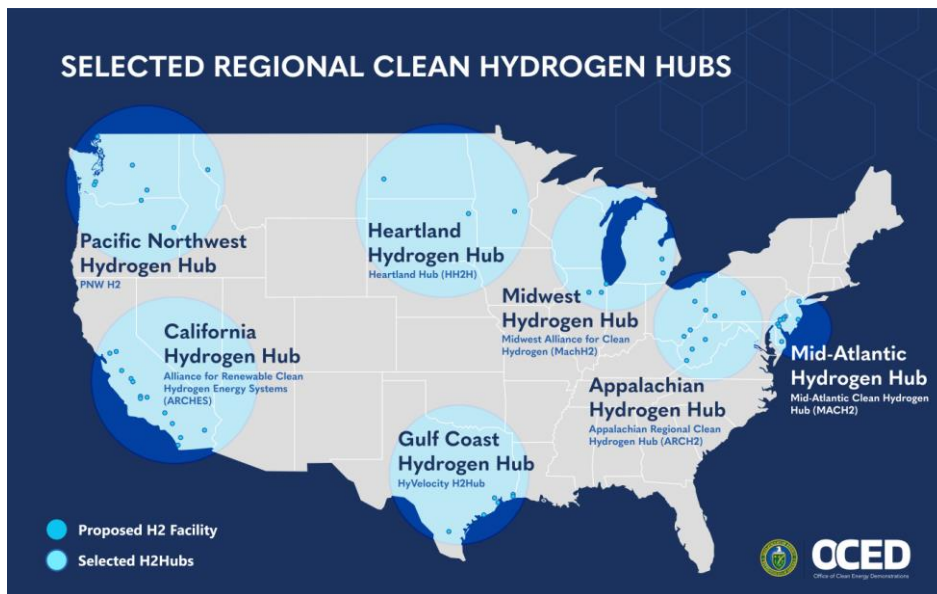 SELECTED REGIONAL CLEAN HYDROGEN HUBS
Pacific Northwest
Hydrogen Hub
PNW H2
Heartland
Hydrogen Hub
Heartland Hub (HH2H)
Midwest
Hydrogen Hub
Midwest Alliance for
Clean Hydrogen (MachH2)
California
Hydrogen Hub
Alliance for Renewable Clean
Hydrogen Energy Systems
(ARCHES)
Mid-Atlantic
Hydrogen Hub
Mid-Atlantic Clean Hydrogen
Hub (MACH2)
Appalachian
Hydrogen Hub
Appalachian Regional Clean
Hydrogen Hub (ARCH2)
Gulf Coast
Hydrogen Hub
HyVelocity H2Hub
Proposed H2 Facility
Selected H2Hubs
OCED
Office of Clean Energy Demonstrations